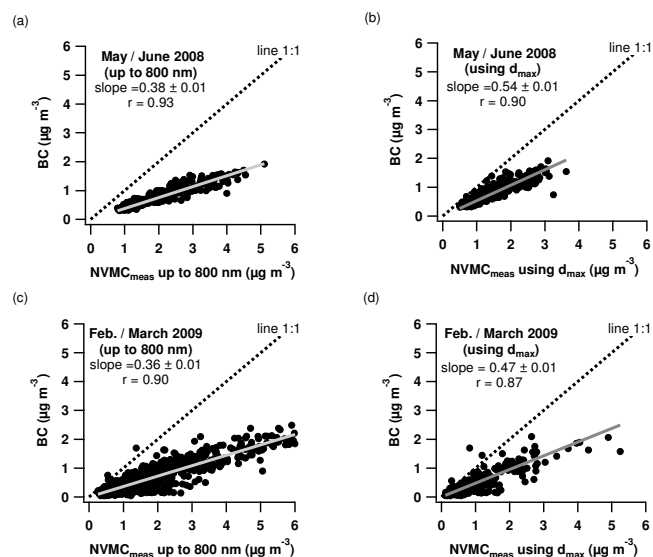 (a)
May / June 2008
(up to 800 nm)
slope =0.38 ± 0.01
r = 0.93
line 1:1
BC (µg m-3)
6
5
4
3
2
1
0
0 1 2 3 4 5 6
NVMCmeas up to 800 nm (µg m-3)
(b)
May / June 2008
(using dmax)
slope =0.54 ± 0.01
r = 0.90
line 1:1
BC (µg m-3)
6
5
4
3
2
1
0
0 1 2 3 4 5 6
NVMCmeas using dmax (µg m-3)
(c)
Feb. / March 2009
(up to 800 nm)
slope =0.36 ± 0.01
r = 0.90
line 1:1
BC (µg m-3)
6
5
4
3
2
1
0
0 1 2 3 4 5 6
NVMCmeas up to 800 nm (µg m-3)
(d)
Feb. / March 2009
(using dmax)
slope = 0.47 ± 0.01
r = 0.87
line 1:1
BC (µg m-3)
6
5
4
3
2
1
0
0 1 2 3 4 5 6
NVMCmeas using dmax (µg m-3)